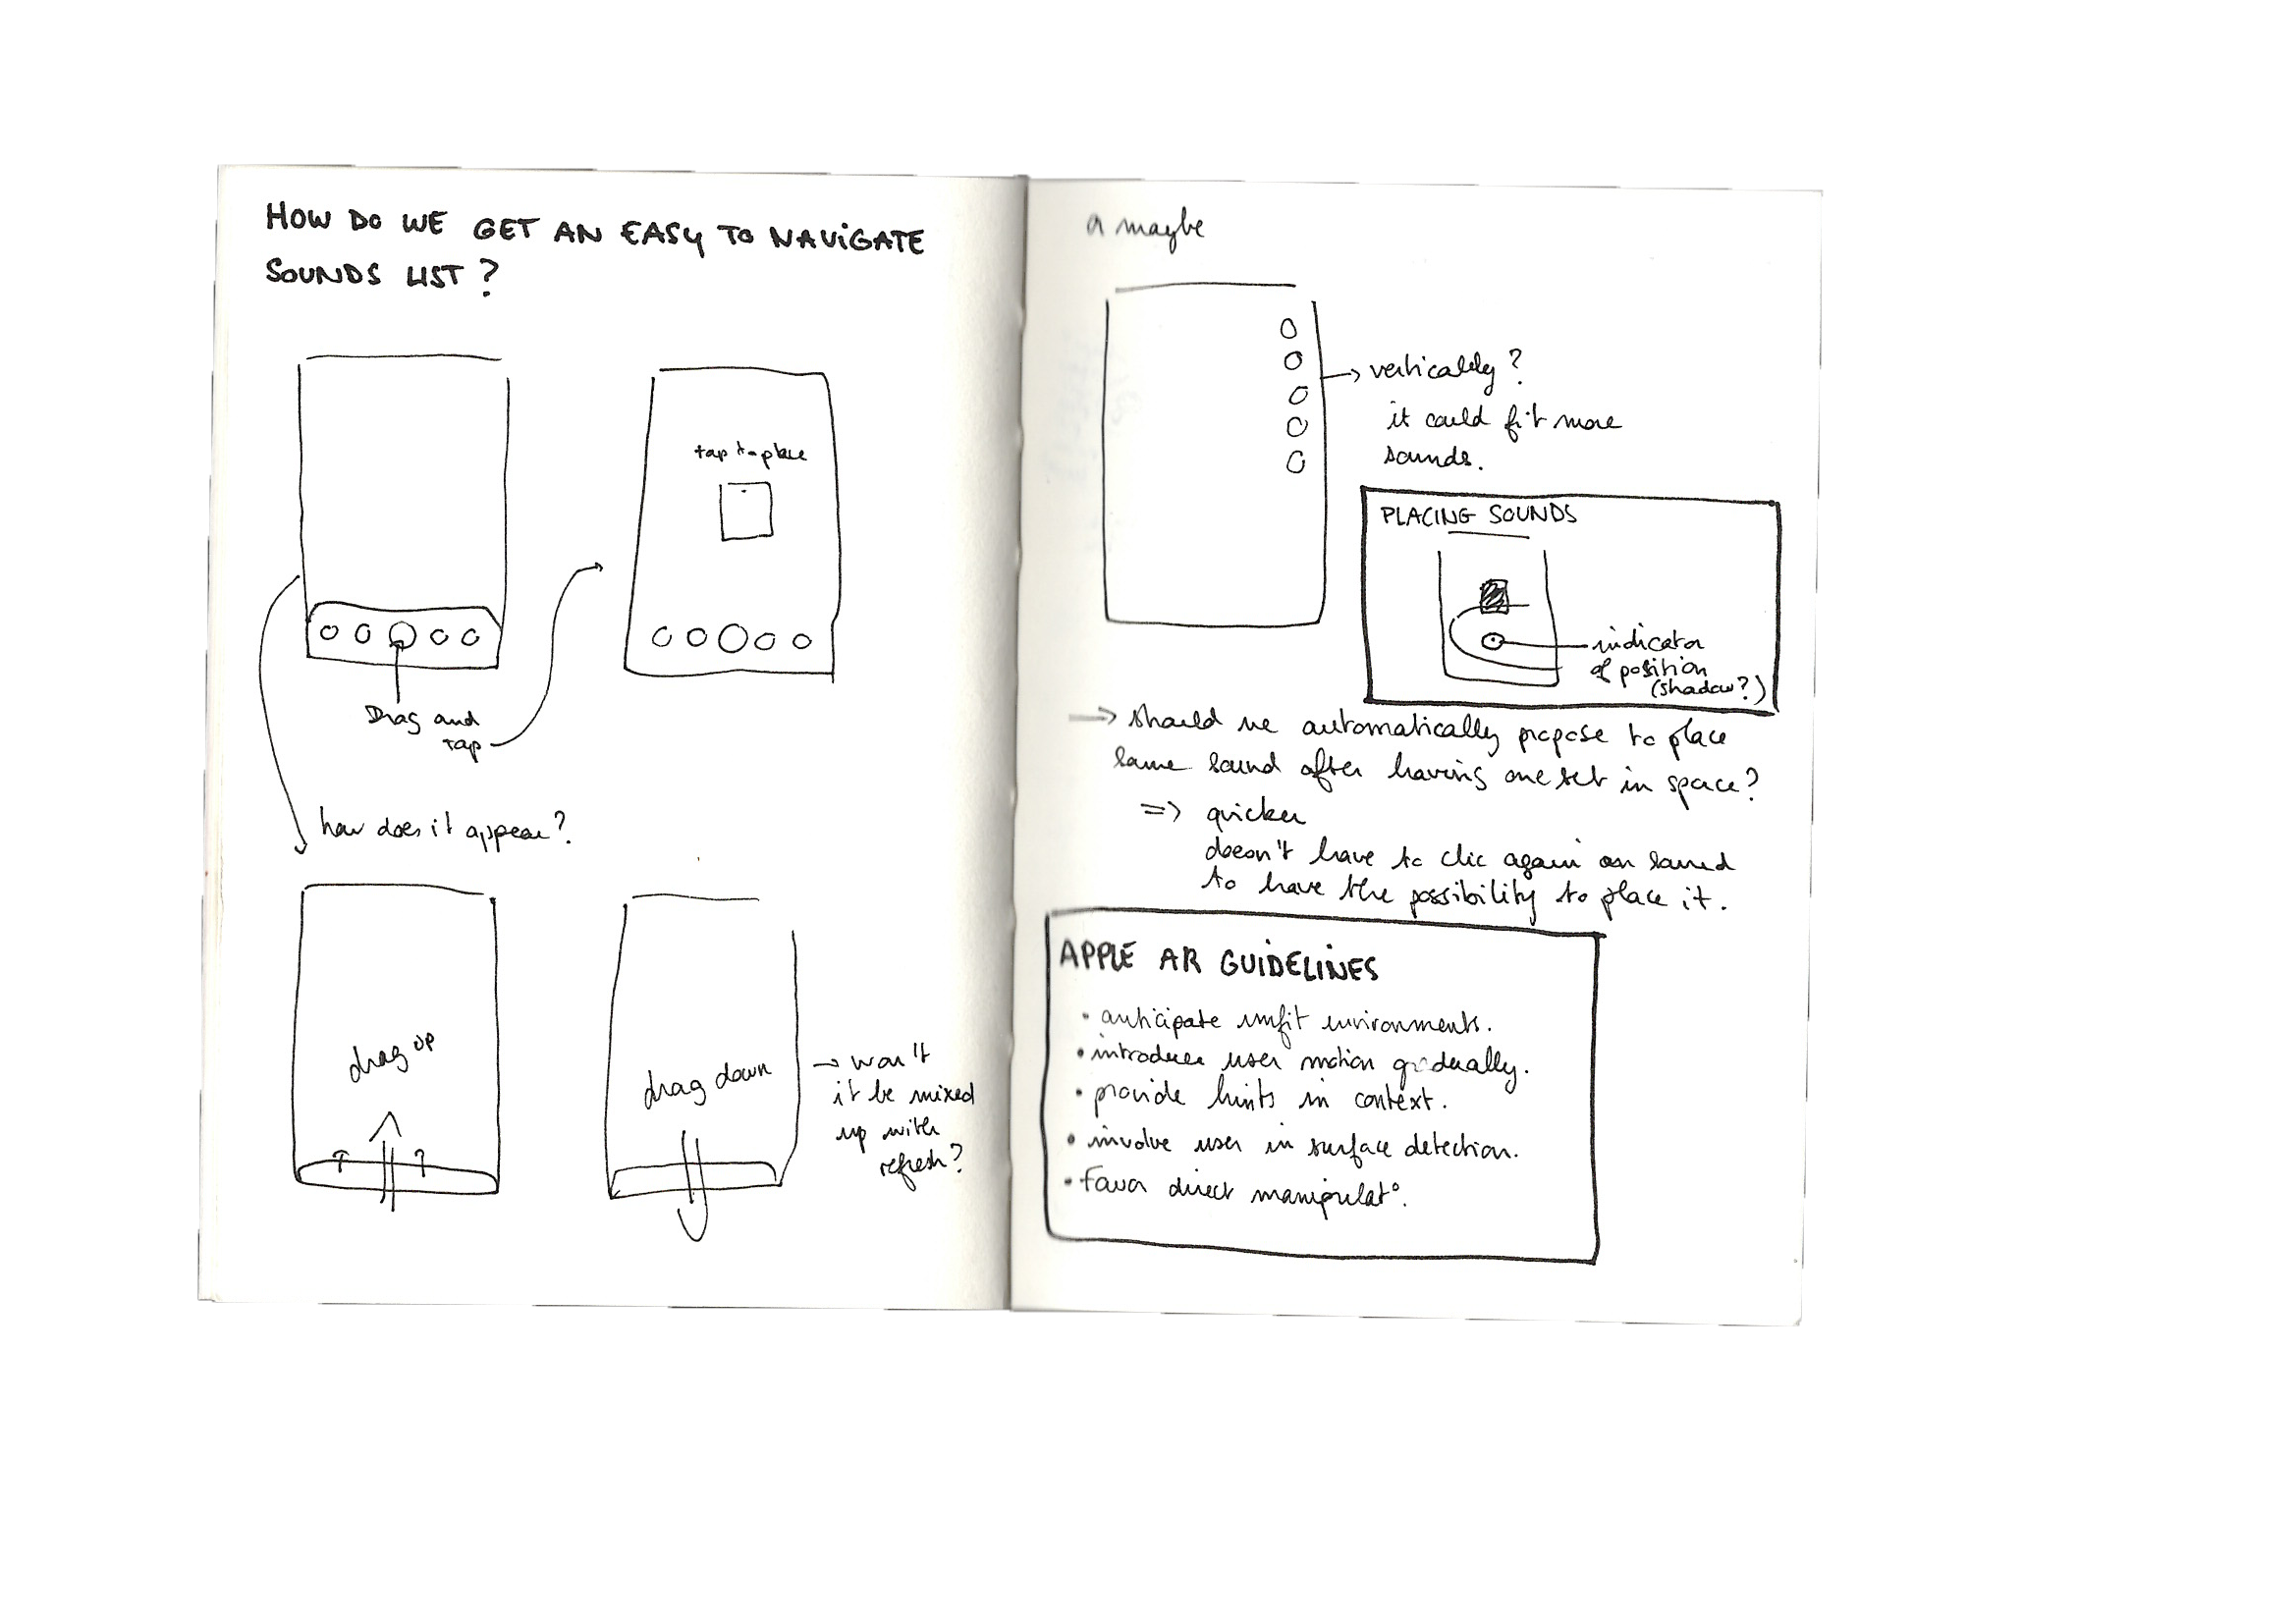 HOW DO WE GET AN EASY TO NAVIGATE
SOUNDS LIST ?
tap to place
Drag and
tap
how does it appear?
drag up
drag down
→ won't
it be mixed
up with
refresh?
a maybe
→ vertically ?
it could fit more
sounds.
PLACING SOUNDS
indicator
of position
(shadow?)
→ should we automatically propose to place
same sound after having one set in space?
=> quicker
doesn't have to clic again on sound
to have the possibility to place it.
APPLE AR GUIDELINES
• anticipate unfit environments.
• introduce user motion gradually.
• provide hints in context.
• involve user in surface detection.
• Favor direct manipulat°.